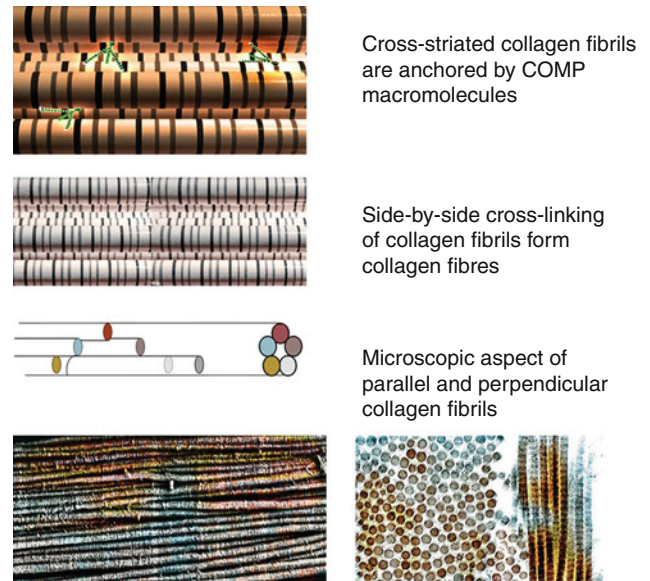 Cross-striated collagen fibrils
are anchored by COMP
macromolecules
Side-by-side cross-linking
of collagen fibrils form
collagen fibres
Microscopic aspect of
parallel and perpendicular
collagen fibrils